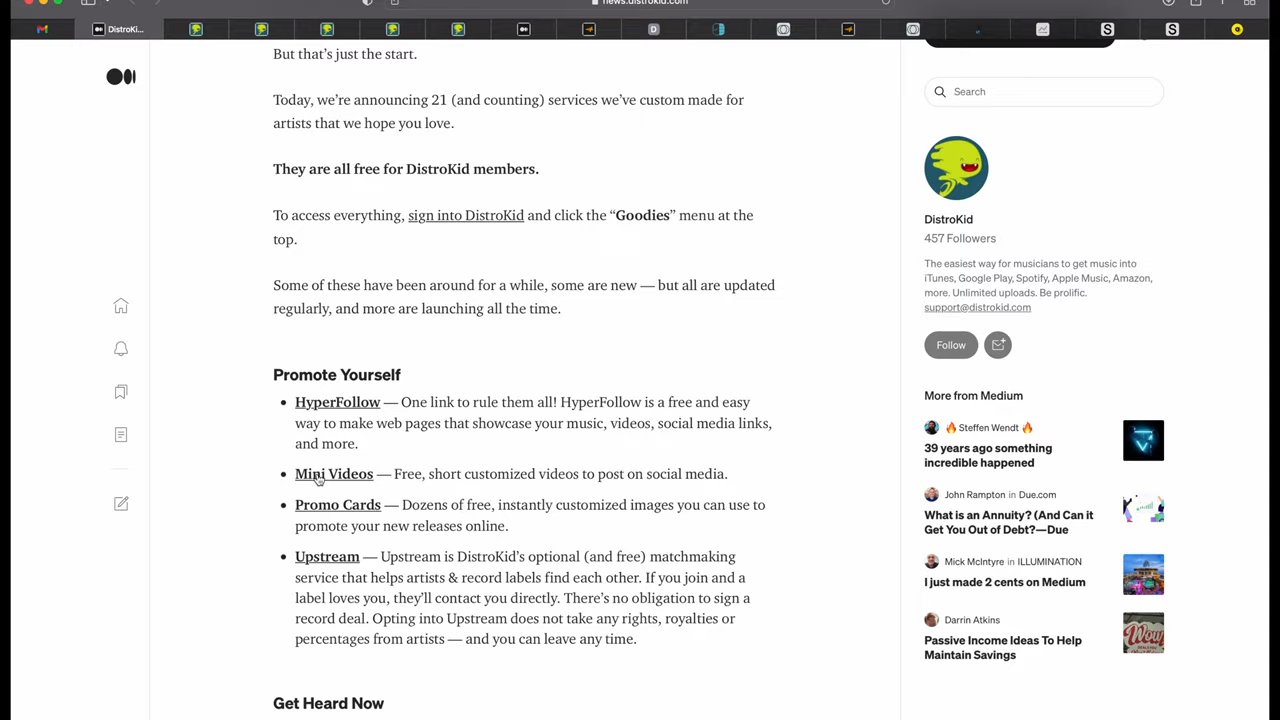 news.distrokid.com
DistroKi...
But that's just the start.
Today, we're announcing 21 (and counting) services we've custom made for
artists that we hope you love.
They are all free for DistroKid members.
To access everything, sign into DistroKid and click the “Goodies” menu at the
top.
Some of these have been around for a while, some are new — but all are updated
regularly, and more are launching all the time.
Promote Yourself
• HyperFollow — One link to rule them all! HyperFollow is a free and easy
way to make web pages that showcase your music, videos, social media links,
and more.
• Mini Videos — Free, short customized videos to post on social media.
• Promo Cards — Dozens of free, instantly customized images you can use to
promote your new releases online.
• Upstream — Upstream is DistroKid's optional (and free) matchmaking
service that helps artists & record labels find each other. If you join and a
label loves you, they'll contact you directly. There's no obligation to sign a
record deal. Opting into Upstream does not take any rights, royalties or
percentages from artists — and you can leave any time.
Get Heard Now
Search
DistroKid
457 Followers
The easiest way for musicians to get music into
iTunes, Google Play, Spotify, Apple Music, Amazon,
more. Unlimited uploads. Be prolific.
support@distrokid.com
Follow
More from Medium
🔥Steffen Wendt 🔥
39 years ago something
incredible happened
John Rampton in Due.com
What is an Annuity? (And Can it
Get You Out of Debt?—Due
Mick McIntyre in ILLUMINATION
I just made 2 cents on Medium
Darrin Atkins
Passive Income Ideas To Help
Maintain Savings
Wow